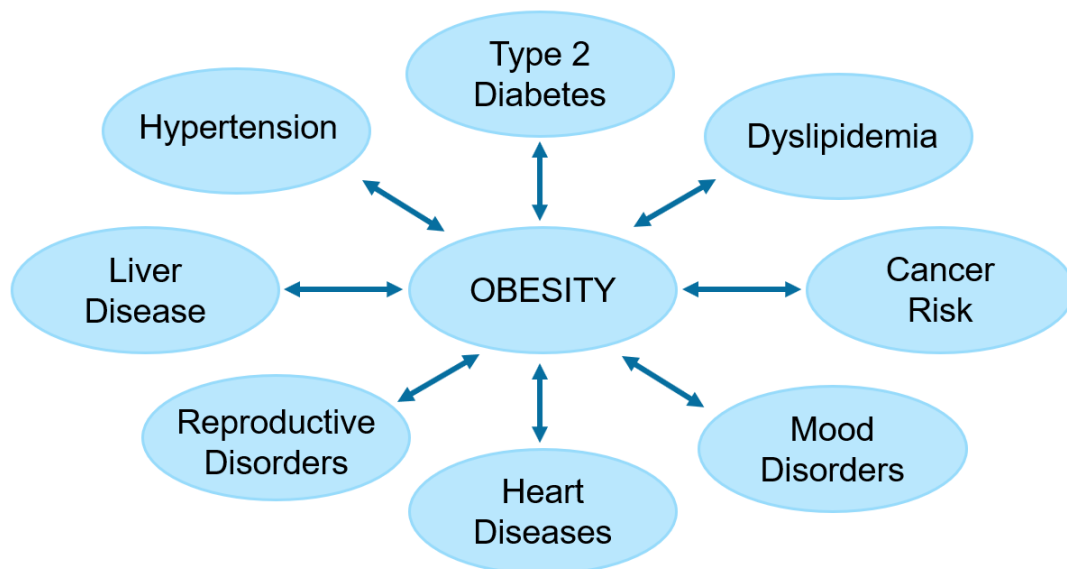 Type 2
Diabetes
Hypertension
Dyslipidemia
Liver
Disease
OBESITY
Cancer
Risk
Reproductive
Disorders
Mood
Disorders
Heart
Diseases